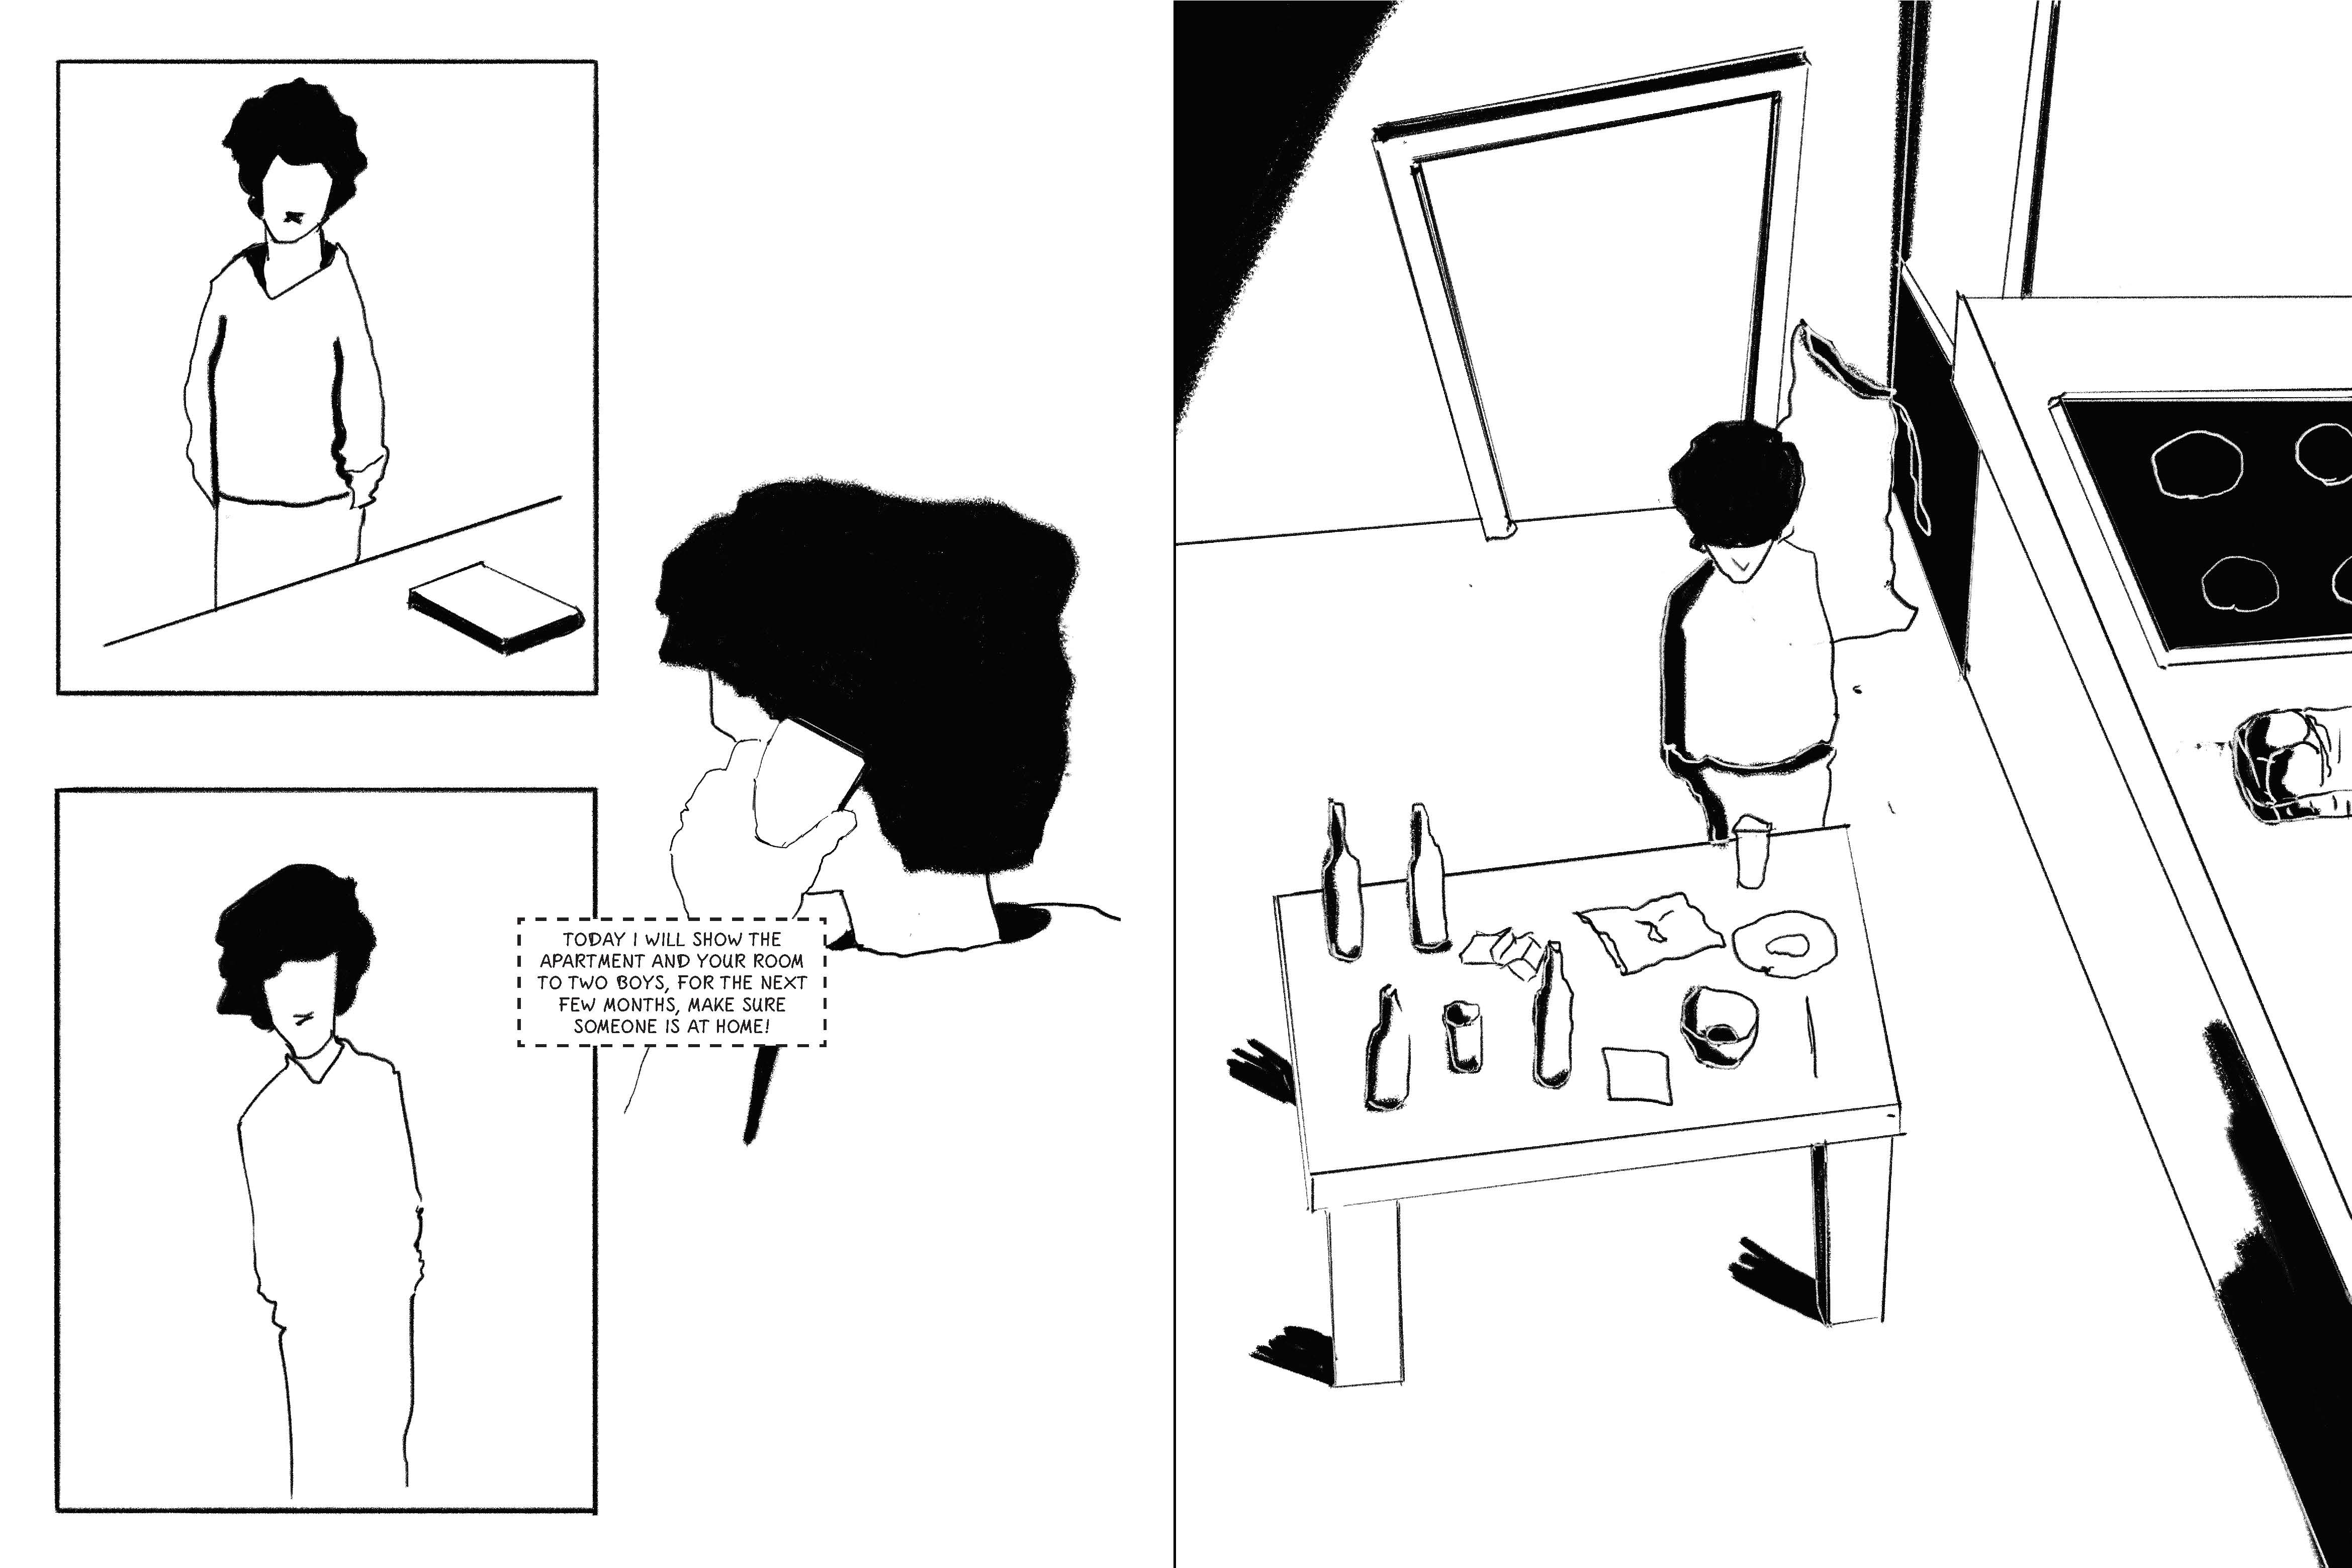 TODAY I WILL SHOW THE
APARTMENT AND YOUR ROOM
TO TWO BOYS, FOR THE NEXT
FEW MONTHS, MAKE SURE
SOMEONE IS AT HOME!